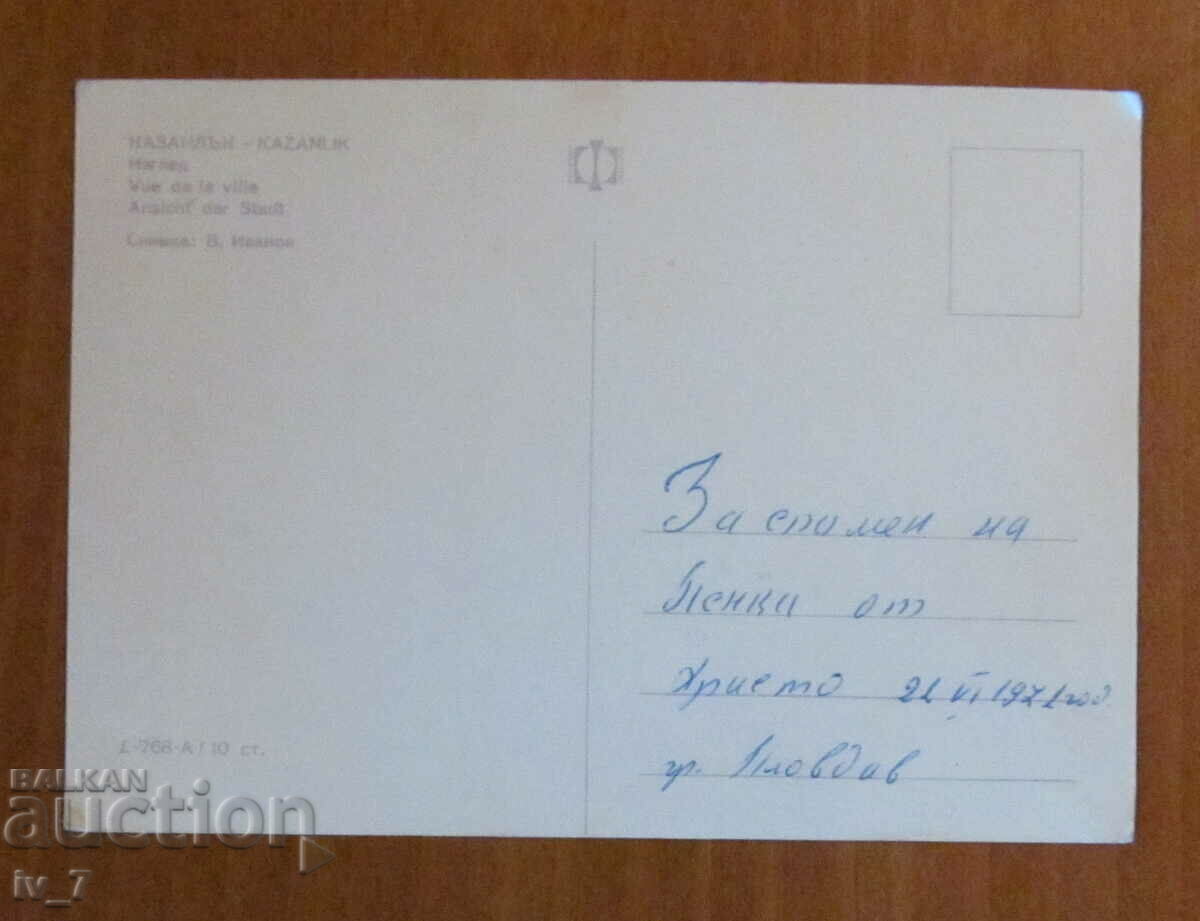 КАЗАНЛЪК – KAZANLIK
Изглед
Vue de la ville
Ansicht der Stadt
Снимка: В. Иванов
За спомен на
Пенка от
Христо 21 VI 1971 год
гр. Пловдив
L-768-A / 10 ст.
BALKAN
auction
iv_7